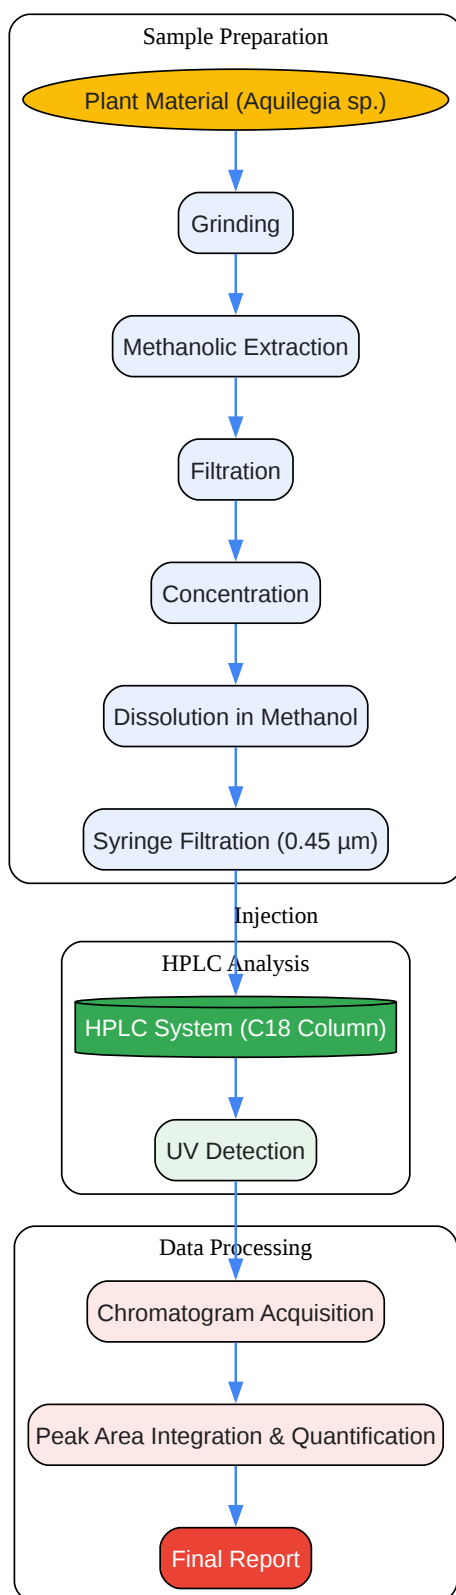 Sample Preparation
Plant Material (Aquilegia sp.)
Grinding
Methanolic Extraction
Filtration
Concentration
Dissolution in Methanol
Syringe Filtration (0.45 µm)
Injection
HPLC Analysis
HPLC System (C18 Column)
UV Detection
Data Processing
Chromatogram Acquisition
Peak Area Integration & Quantification
Final Report